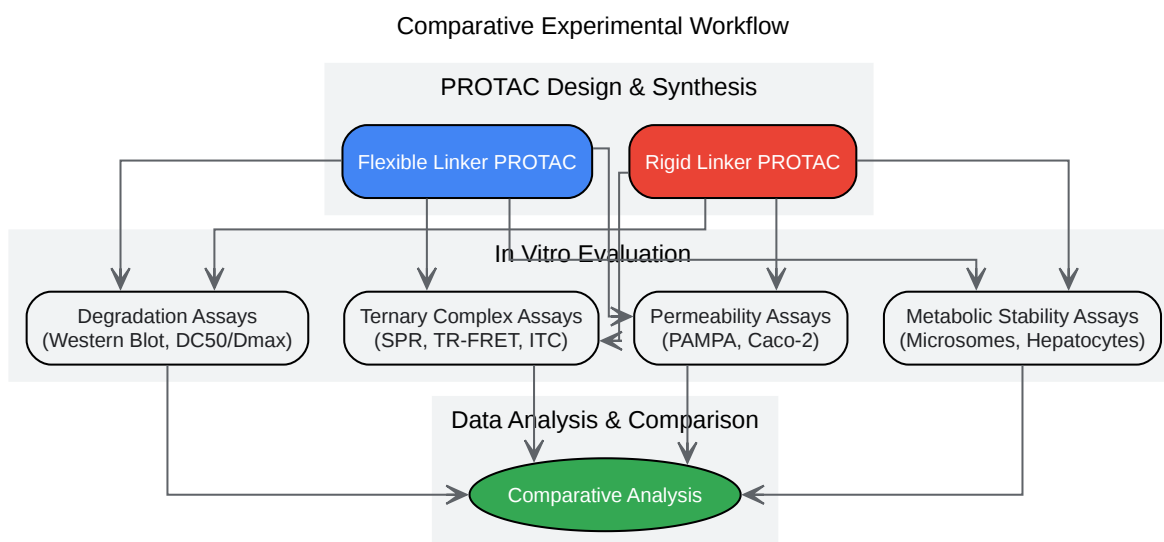 Comparative Experimental Workflow
PROTAC Design & Synthesis
Flexible Linker PROTAC
Rigid Linker PROTAC
In Vitro Evaluation
Degradation Assays
(Western Blot, DC50/Dmax)
Ternary Complex Assays
(SPR, TR-FRET, ITC)
Permeability Assays
(PAMPA, Caco-2)
Metabolic Stability Assays
(Microsomes, Hepatocytes)
Data Analysis & Comparison
Comparative Analysis